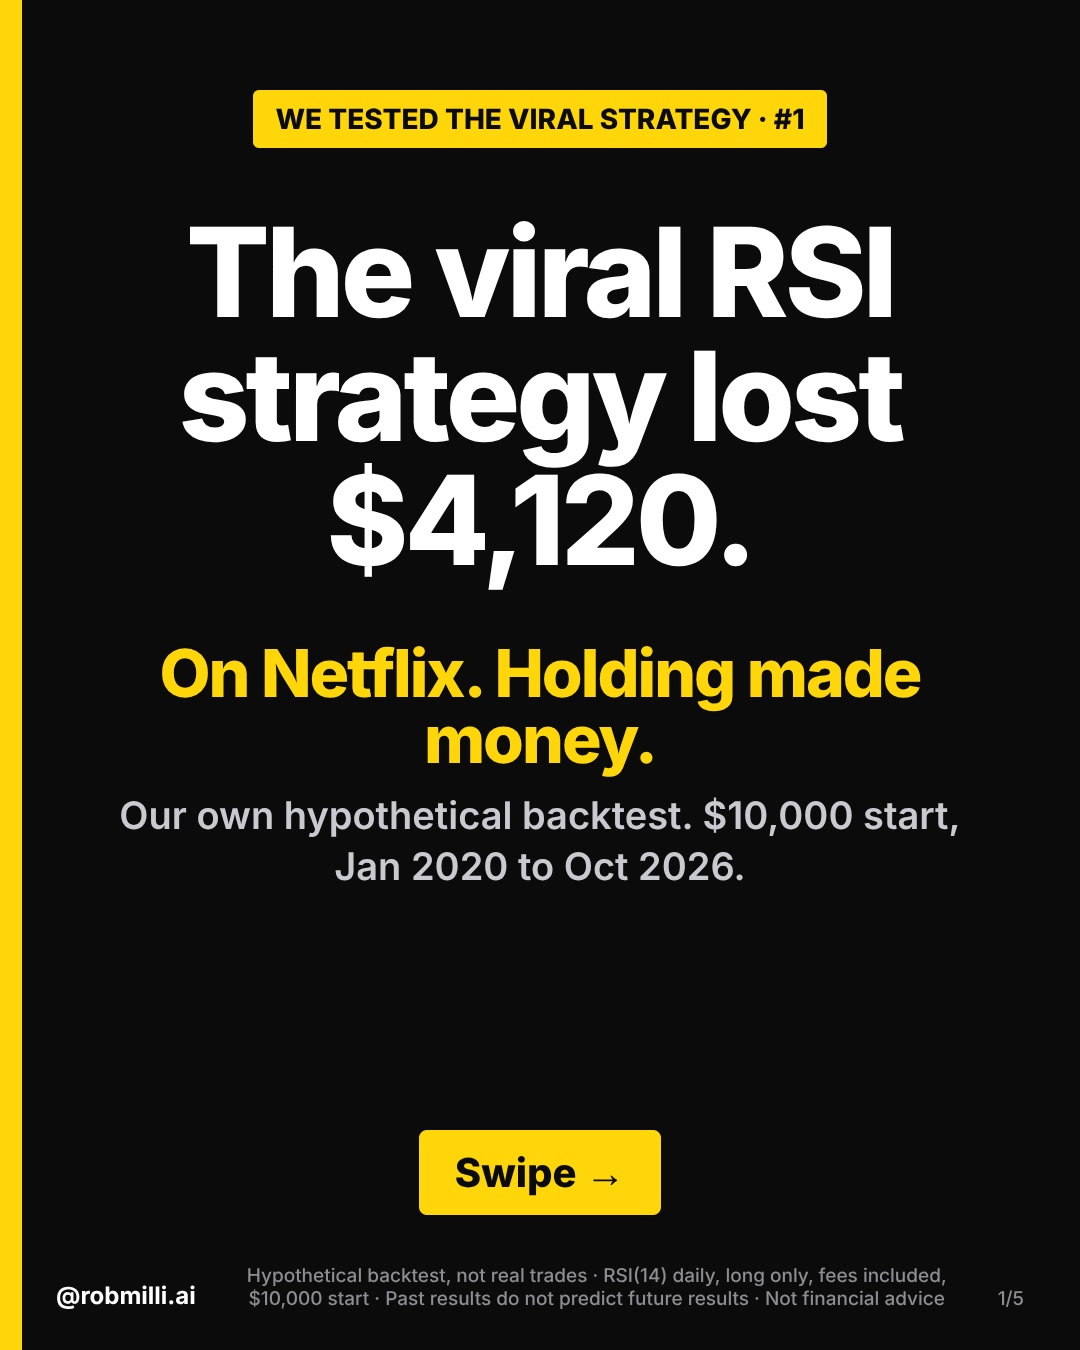 WE TESTED THE VIRAL STRATEGY · #1
The viral RSI
strategy lost
$4,120.
On Netflix. Holding made
money.
Our own hypothetical backtest. $10,000 start,
Jan 2020 to Oct 2026.
Swipe →
@robmilli.ai
Hypothetical backtest, not real trades · RSI(14) daily, long only, fees included,
$10,000 start · Past results do not predict future results · Not financial advice
1/5